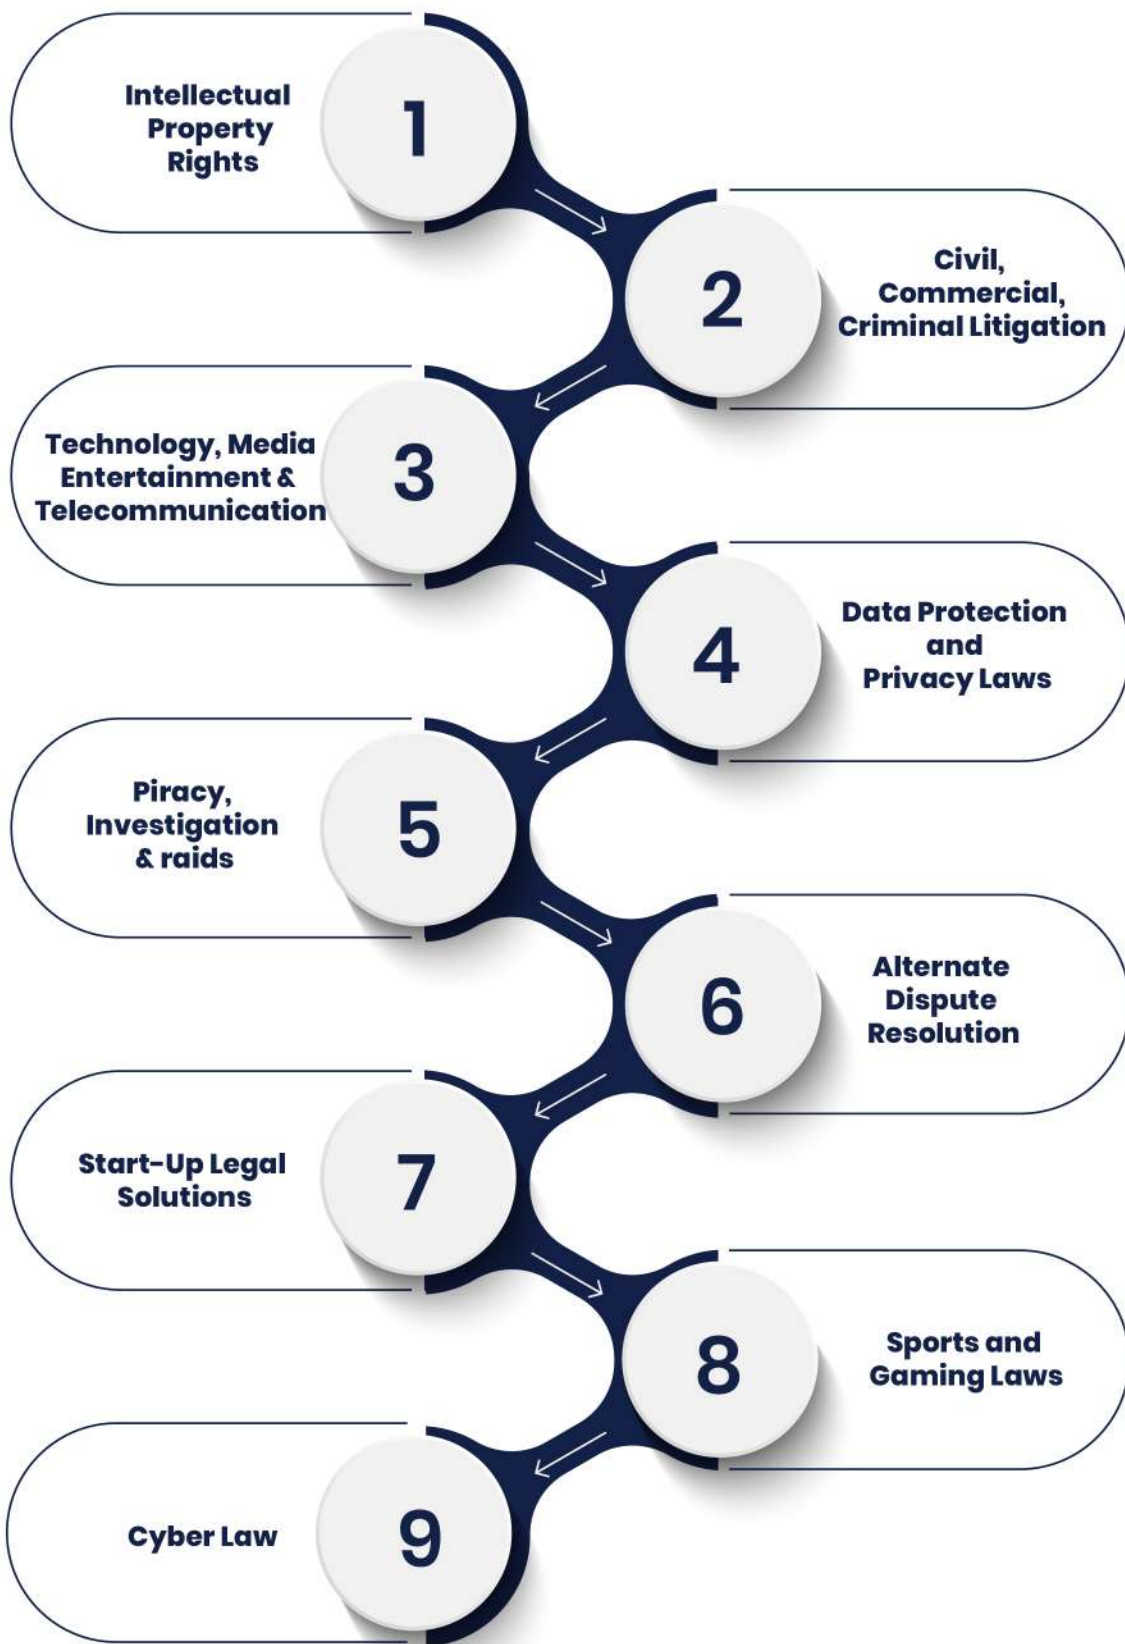 Intellectual
Property
Rights
1
2
Civil,
Commercial,
Criminal Litigation
Technology, Media
Entertainment &
Telecommunication
3
4
Data Protection
and
Privacy Laws
Piracy,
Investigation
& raids
5
6
Alternate
Dispute
Resolution
Start-Up Legal
Solutions
7
8
Sports and
Gaming Laws
Cyber Law
9